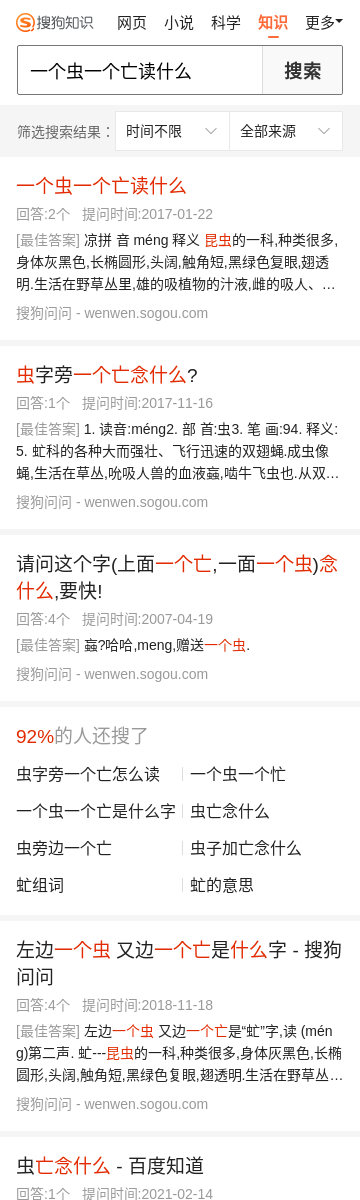 搜狗知识 网页 小说 科学 知识 更多
一个虫一个亡读什么 搜索
筛选搜索结果： 时间不限 全部来源
一个虫一个亡读什么
回答:2个 提问时间:2017-01-22
[最佳答案] 凉拼 音 méng 释义 昆虫的一科,种类很多,
身体灰黑色,长椭圆形,头阔,触角短,黑绿色复眼,翅透
明.生活在野草丛里,雄的吸植物的汁液,雌的吸人、…
搜狗问问 - wenwen.sogou.com
虫字旁一个亡念什么?
回答:1个 提问时间:2017-11-16
[最佳答案] 1. 读音:méng2. 部 首:虫3. 笔 画:94. 释义:
5. 虻科的各种大而强壮、飞行迅速的双翅蝇.成虫像
蝇,生活在草丛,吮吸人兽的血液蝱,啮牛飞虫也.从双…
搜狗问问 - wenwen.sogou.com
请问这个字(上面一个亡,一面一个虫)念
什么,要快!
回答:4个 提问时间:2007-04-19
[最佳答案] 蝱?哈哈,meng,赠送一个虫.
搜狗问问 - wenwen.sogou.com
92%的人还搜了
虫字旁一个亡怎么读 一个虫一个忙
一个虫一个亡是什么字 虫亡念什么
虫旁边一个亡 虫子加亡念什么
虻组词 虻的意思
左边一个虫 又边一个亡是什么字 - 搜狗
问问
回答:4个 提问时间:2018-11-18
[最佳答案] 左边一个虫 又边一个亡是“虻”字,读 (mén
g)第二声. 虻---昆虫的一科,种类很多,身体灰黑色,长椭
圆形,头阔,触角短,黑绿色复眼,翅透明.生活在野草丛…
搜狗问问 - wenwen.sogou.com
虫亡念什么 - 百度知道
回答:1个 提问时间:2021-02-14